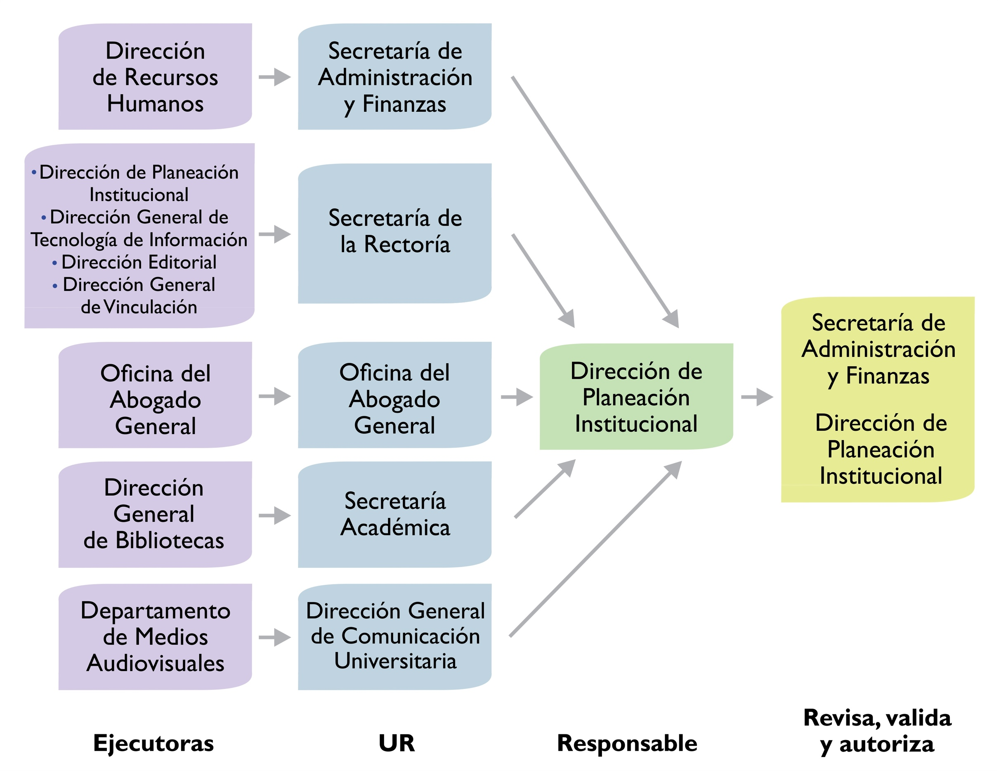 Dirección
de Recursos
Humanos
Secretaría de
Administración
y Finanzas
• Dirección de Planeación
Institucional
• Dirección General de
Tecnología de Información
• Dirección Editorial
• Dirección General
de Vinculación
Secretaría de
la Rectoría
Oficina del
Abogado
General
Oficina del
Abogado
General
Dirección
General
de Bibliotecas
Secretaría
Académica
Departamento
de Medios
Audiovisuales
Dirección General
de Comunicación
Universitaria
Dirección de
Planeación
Institucional
Secretaría de
Administración
y Finanzas
Dirección de
Planeación
Institucional
Ejecutoras
UR
Responsable
Revisa, valida
y autoriza